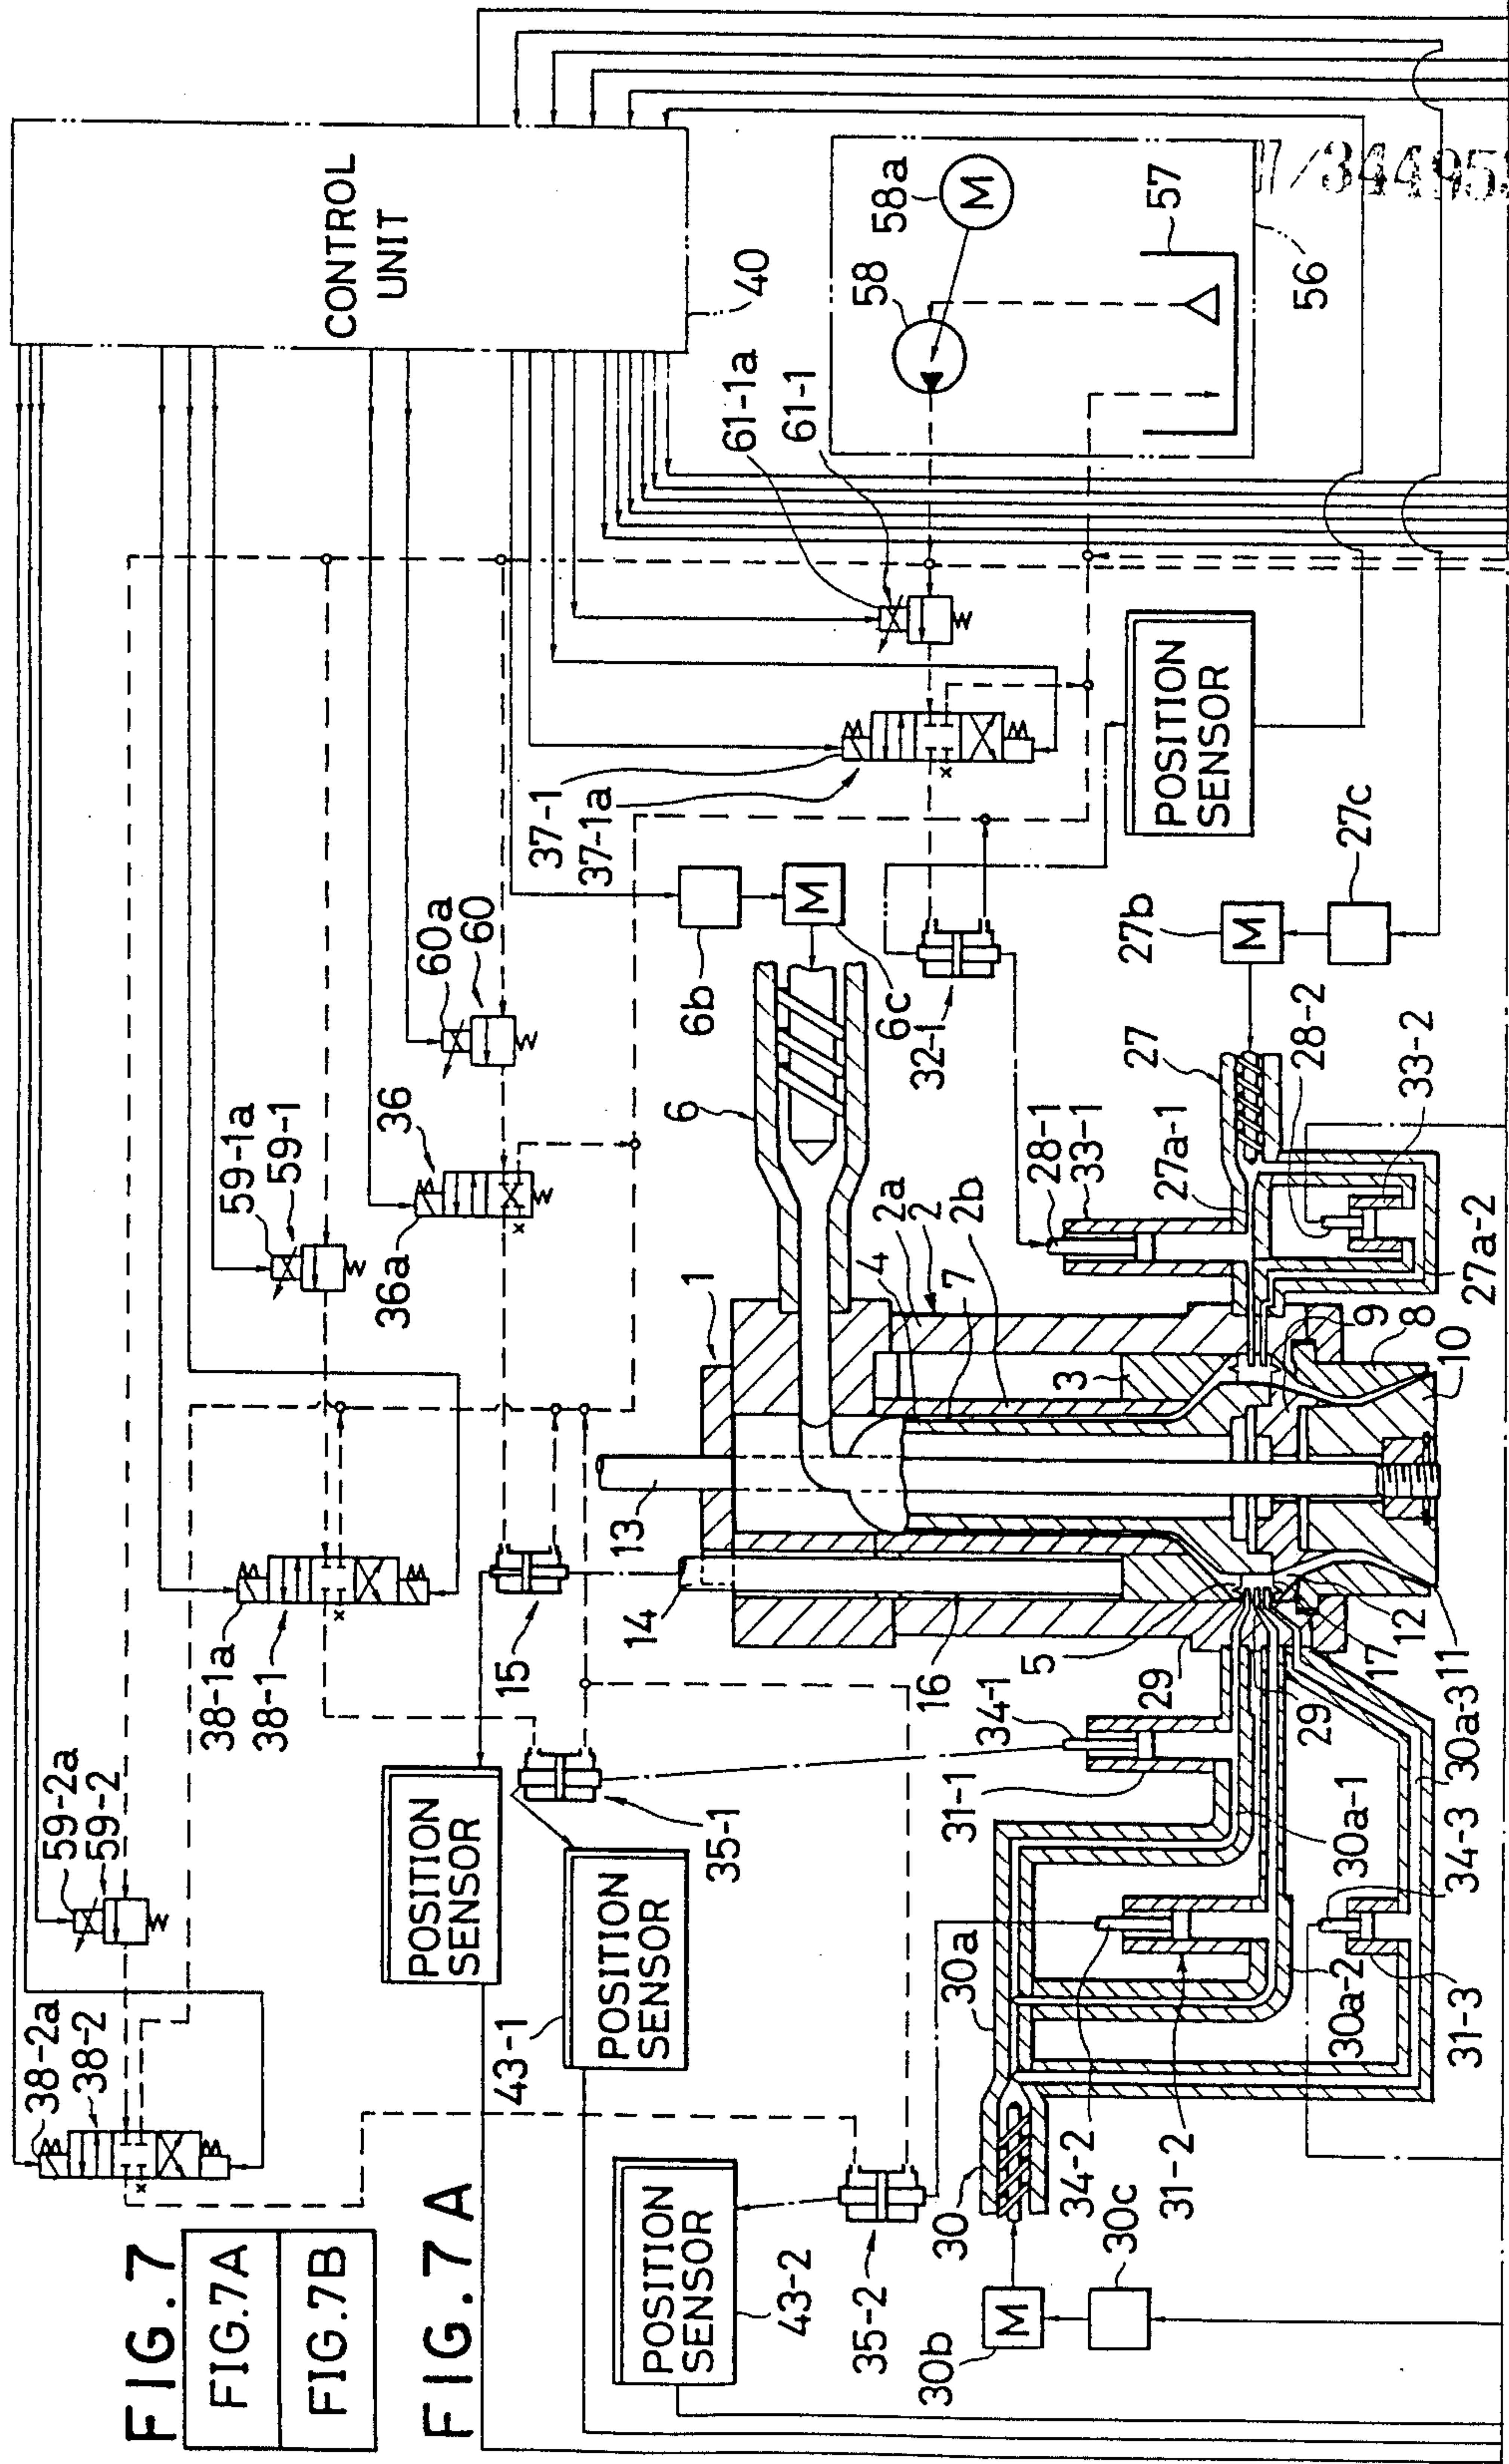 FIG.7
FIG.7A
FIG.7B
FIG.7A
CONTROL
UNIT
40
38-2a
38-2
59-2a
59-2
38-1a
38-1
59-1a
59-1
36
36a
60a
60
37-1
37-1a
61-1a
61-1
58
58a
M
57
56
POSITION
SENSOR
43-1
POSITION
SENSOR
POSITION
SENSOR
43-2
POSITION
SENSOR
15
35-1
35-2
13
14
16
1
6
6b
M
6c
32-1
28-1
33-1
2a
2
2b
4
7
3
5
29
34-1
31-1
30a
30
30b
M
30c
34-2
31-2
30a-1
30a-2
34-3
31-3
30a-3
29
17
12
11
10
8
9
27
27a-1
27b
M
27c
28-2
33-2
27a-2